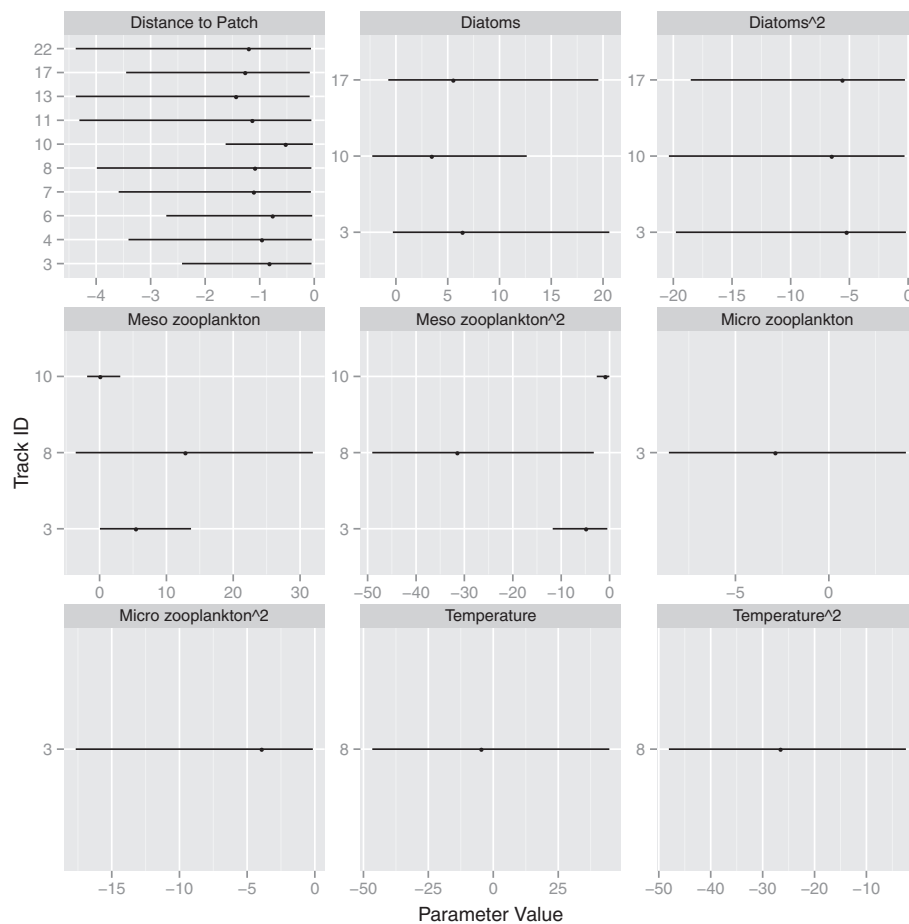 Distance to Patch
Diatoms
Diatoms^2
22
17
13
11
10
8
7
6
4
3
−4 −3 −2 −1 0
17
10
3
0 5 10 15 20
17
10
3
−20 −15 −10 −5 0
Meso zooplankton
Meso zooplankton^2
Micro zooplankton
Track ID
10
8
3
0 10 20 30
10
8
3
−50 −40 −30 −20 −10 0
3
−5 0
Micro zooplankton^2
Temperature
Temperature^2
3
−15 −10 −5 0
8
−50 −25 0 25
8
−50 −40 −30 −20 −10
Parameter Value